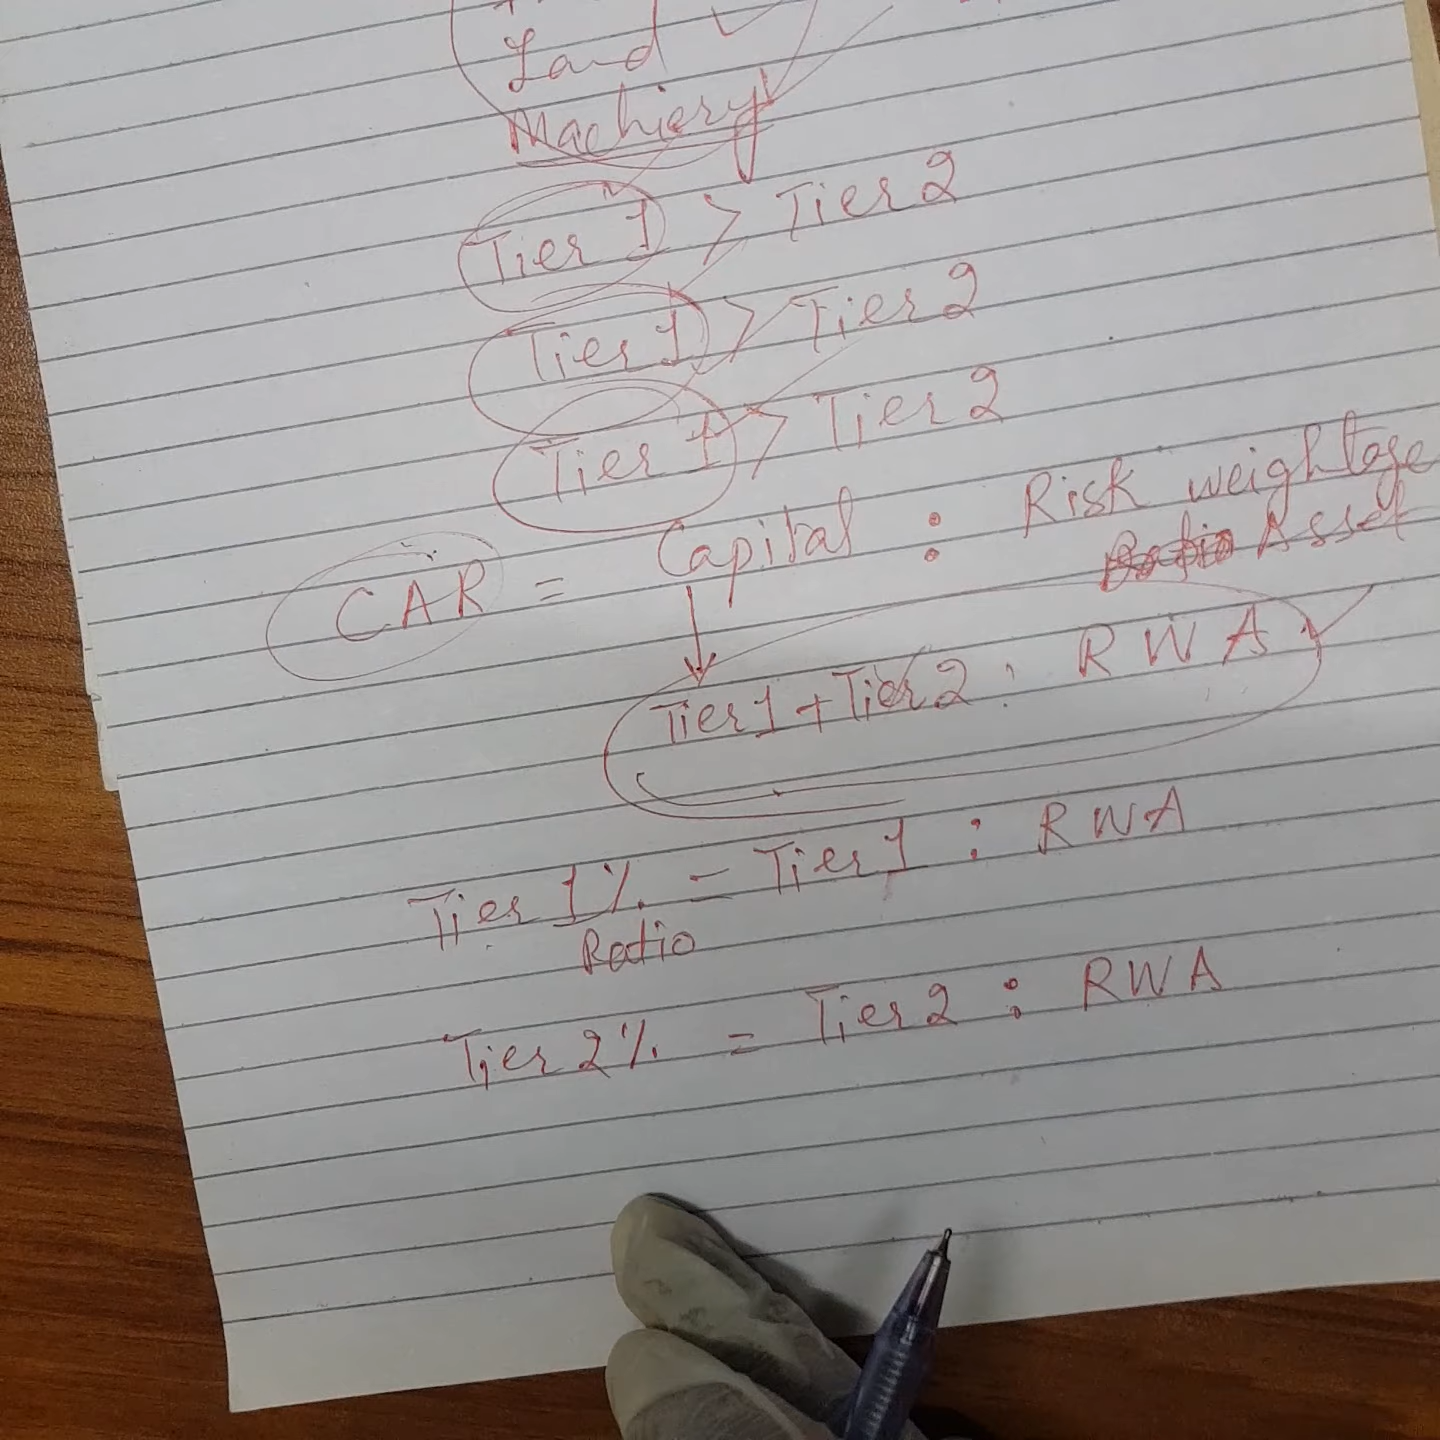 Land
Machiery
Tier 1 > Tier 2
Tier 1 > Tier 2
Tier 1 > Tier 2
CAR = Capital : Risk weightage
Asset
Tier 1 + Tier 2 : RWA
Tier 1 % = Tier 1 : RWA
Ratio
Tier 2 % = Tier 2 : RWA